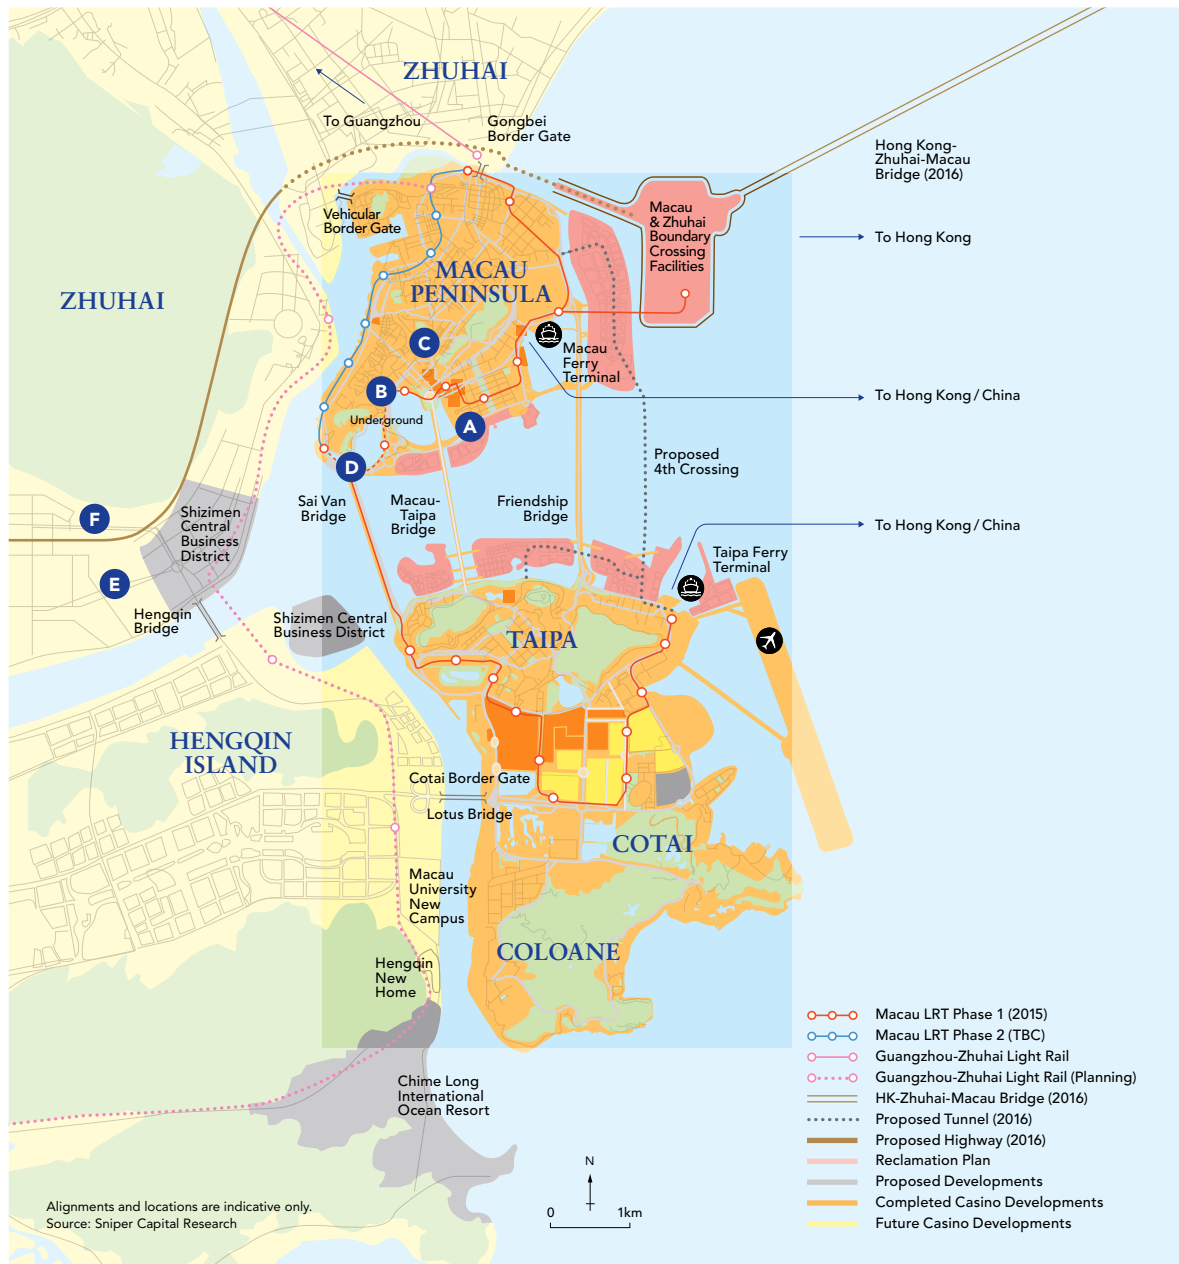 ZHUHAI
To Guangzhou
Gongbei
Border Gate
Hong Kong-
Zhuhai-Macau
Bridge (2016)
Vehicular
Border Gate
Macau
& Zhuhai
Boundary
Crossing
Facilities
To Hong Kong
ZHUHAI
MACAU
PENINSULA
C
Macau
Ferry
Terminal
B
To Hong Kong / China
Underground
A
D
Proposed
4th Crossing
Sai Van
Bridge
Macau-
Taipa
Bridge
Friendship
Bridge
F
Shizimen
Central
Business
District
To Hong Kong / China
Taipa Ferry
Terminal
E
Hengqin
Bridge
Shizimen Central
Business District
TAIPA
HENGQIN
ISLAND
Cotai Border Gate
Lotus Bridge
COTAI
Macau
University
New
Campus
COLOANE
Hengqin
New
Home
Chime Long
International
Ocean Resort
Macau LRT Phase 1 (2015)
Macau LRT Phase 2 (TBC)
Guangzhou-Zhuhai Light Rail
Guangzhou-Zhuhai Light Rail (Planning)
HK-Zhuhai-Macau Bridge (2016)
Proposed Tunnel (2016)
Proposed Highway (2016)
Reclamation Plan
Proposed Developments
Completed Casino Developments
Future Casino Developments
N
0 1km
Alignments and locations are indicative only.
Source: Sniper Capital Research